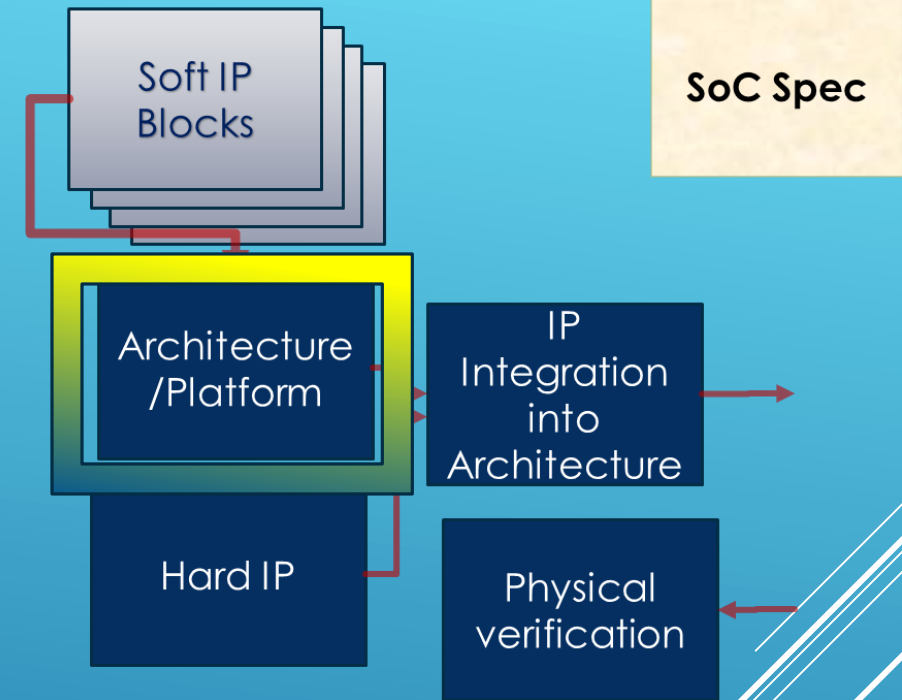 Soft IP
Blocks
SoC Spec
Architecture
/Platform
IP
Integration
into
Architecture
Hard IP
Physical
verification